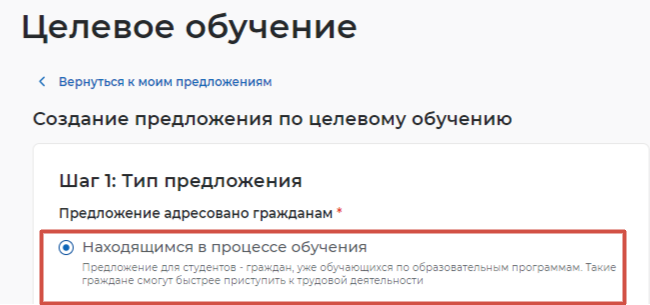 Целевое обучение
Вернуться к моим предложениям
Создание предложения по целевому обучению
Шаг 1: Тип предложения
Предложение адресовано гражданам *
Находящимся в процессе обучения
Предложение для студентов - граждан, уже обучающихся по образовательным программам. Такие
граждане смогут быстрее приступить к трудовой деятельности